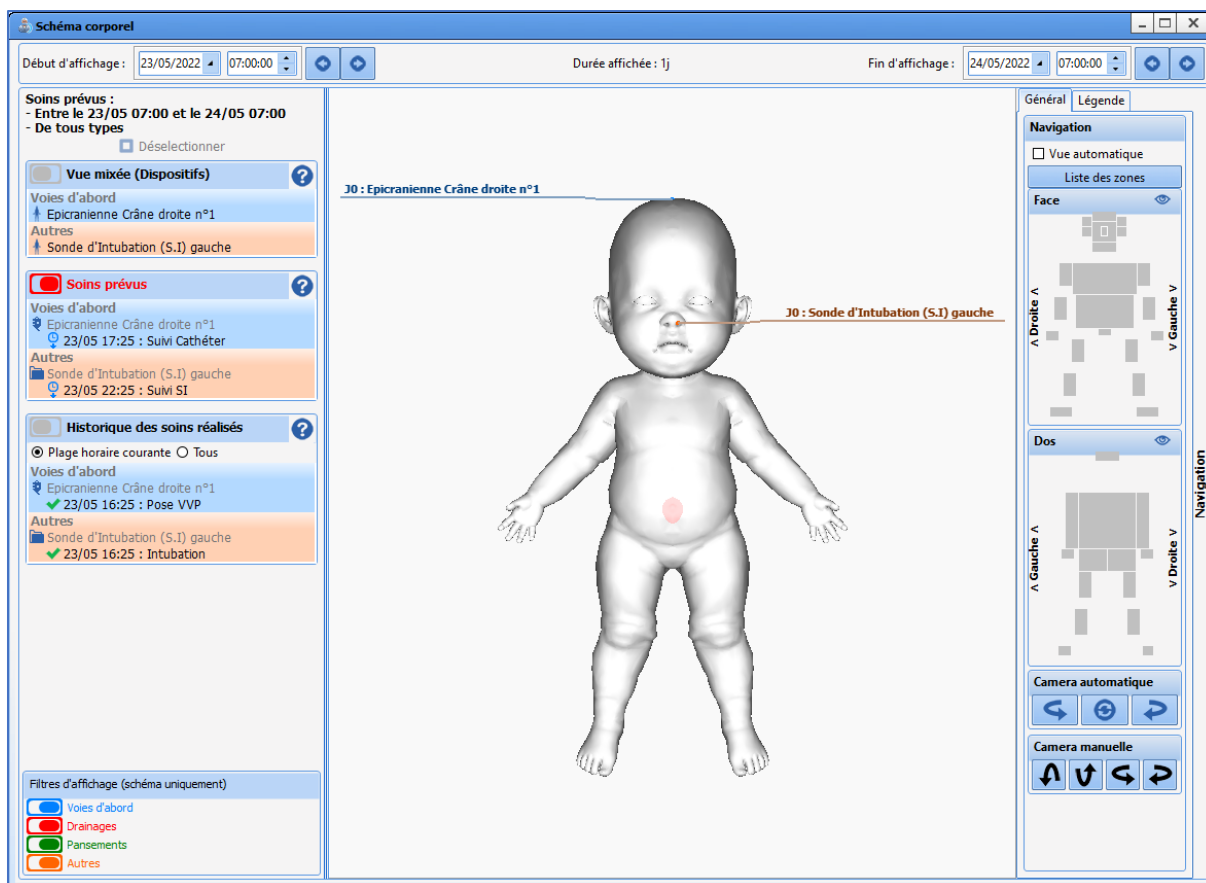 Schéma corporel
Début d'affichage : 23/05/2022 07:00:00
Durée affichée : 1j
Fin d'affichage : 24/05/2022 07:00:00
Soins prévus :
- Entre le 23/05 07:00 et le 24/05 07:00
- De tous types
Déselectionner
Vue mixée (Dispositifs)
Voies d'abord
Epicranienne Crâne droite n°1
Autres
Sonde d'Intubation (S.I) gauche
Soins prévus
Voies d'abord
Epicranienne Crâne droite n°1
23/05 17:25 : Suivi Cathéter
Autres
Sonde d'Intubation (S.I) gauche
23/05 22:25 : Suivi SI
Historique des soins réalisés
Plage horaire courante Tous
Voies d'abord
Epicranienne Crâne droite n°1
23/05 16:25 : Pose VVP
Autres
Sonde d'Intubation (S.I) gauche
23/05 16:25 : Intubation
Filtres d'affichage (schéma uniquement)
Voies d'abord
Drainages
Pansements
Autres
J0 : Epicranienne Crâne droite n°1
J0 : Sonde d'Intubation (S.I) gauche
Général Légende
Navigation
Vue automatique
Liste des zones
Face
< Droite <
> Gauche >
Dos
< Gauche <
> Droite >
Camera automatique
Camera manuelle
Navigation